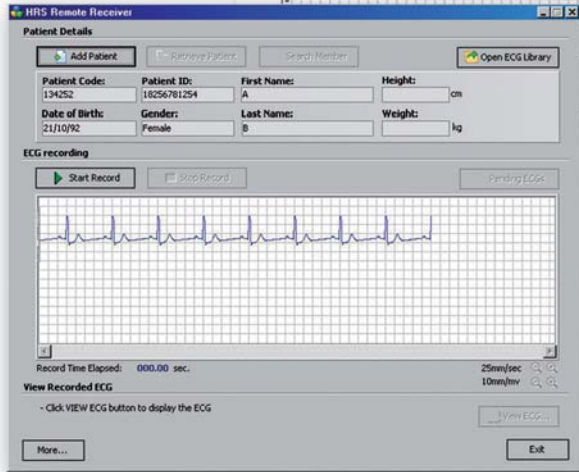 HRS Remote Receiver
Patient Details
Add Patient
Retrieve Patient
Search Member
Open ECG Library
Patient Code: Patient ID: First Name: Height:
134252 18256781254 A cm
Date of Birth: Gender: Last Name: Weight:
21/10/92 Female B kg
ECG recording
Start Record
Stop Record
Pending ECGs
Record Time Elapsed: 000.00 sec.
25mm/sec
10mm/mv
View Recorded ECG
- Click VIEW ECG button to display the ECG
View ECG...
More...
Exit